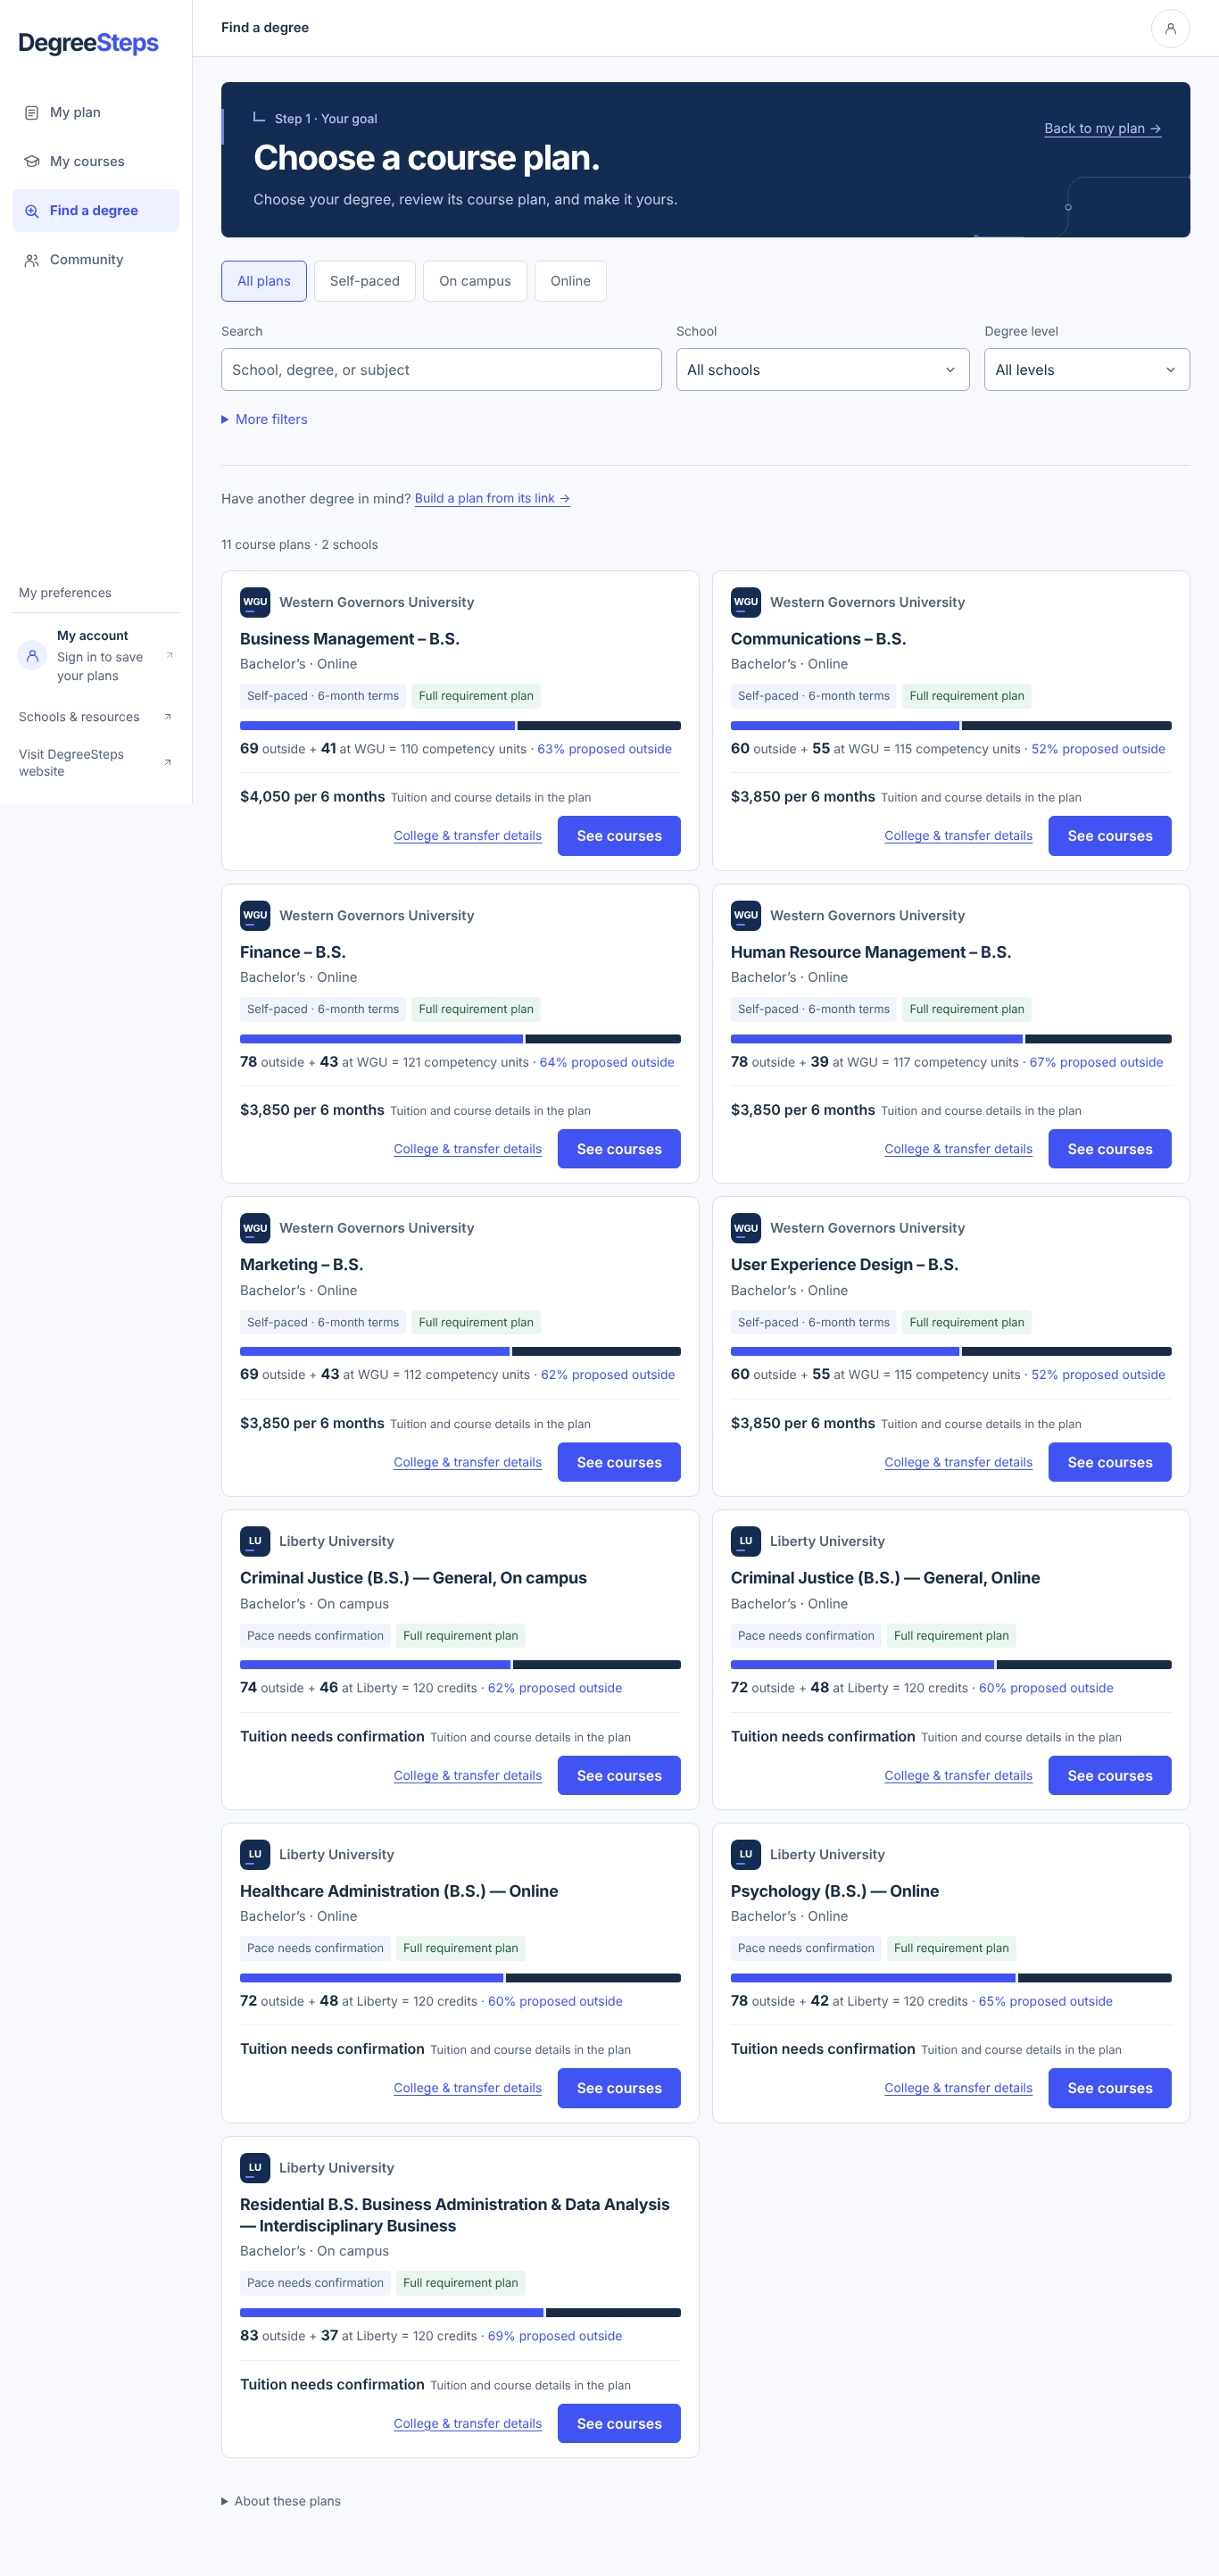 DegreeSteps
My plan
My courses
Find a degree
Community
My preferences
My account
Sign in to save
your plans
Schools & resources
Visit DegreeSteps
website
Find a degree
Step 1 · Your goal
Choose a course plan.
Choose your degree, review its course plan, and make it yours.
Back to my plan →
All plans
Self-paced
On campus
Online
Search
School, degree, or subject
School
All schools
Degree level
All levels
More filters
Have another degree in mind? Build a plan from its link →
11 course plans · 2 schools
WGU Western Governors University
Business Management – B.S.
Bachelor’s · Online
Self-paced · 6-month terms Full requirement plan
69 outside + 41 at WGU = 110 competency units · 63% proposed outside
$4,050 per 6 months Tuition and course details in the plan
College & transfer details See courses
WGU Western Governors University
Communications – B.S.
Bachelor’s · Online
Self-paced · 6-month terms Full requirement plan
60 outside + 55 at WGU = 115 competency units · 52% proposed outside
$3,850 per 6 months Tuition and course details in the plan
College & transfer details See courses
WGU Western Governors University
Finance – B.S.
Bachelor’s · Online
Self-paced · 6-month terms Full requirement plan
78 outside + 43 at WGU = 121 competency units · 64% proposed outside
$3,850 per 6 months Tuition and course details in the plan
College & transfer details See courses
WGU Western Governors University
Human Resource Management – B.S.
Bachelor’s · Online
Self-paced · 6-month terms Full requirement plan
78 outside + 39 at WGU = 117 competency units · 67% proposed outside
$3,850 per 6 months Tuition and course details in the plan
College & transfer details See courses
WGU Western Governors University
Marketing – B.S.
Bachelor’s · Online
Self-paced · 6-month terms Full requirement plan
69 outside + 43 at WGU = 112 competency units · 62% proposed outside
$3,850 per 6 months Tuition and course details in the plan
College & transfer details See courses
WGU Western Governors University
User Experience Design – B.S.
Bachelor’s · Online
Self-paced · 6-month terms Full requirement plan
60 outside + 55 at WGU = 115 competency units · 52% proposed outside
$3,850 per 6 months Tuition and course details in the plan
College & transfer details See courses
LU Liberty University
Criminal Justice (B.S.) — General, On campus
Bachelor’s · On campus
Pace needs confirmation Full requirement plan
74 outside + 46 at Liberty = 120 credits · 62% proposed outside
Tuition needs confirmation Tuition and course details in the plan
College & transfer details See courses
LU Liberty University
Criminal Justice (B.S.) — General, Online
Bachelor’s · Online
Pace needs confirmation Full requirement plan
72 outside + 48 at Liberty = 120 credits · 60% proposed outside
Tuition needs confirmation Tuition and course details in the plan
College & transfer details See courses
LU Liberty University
Healthcare Administration (B.S.) — Online
Bachelor’s · Online
Pace needs confirmation Full requirement plan
72 outside + 48 at Liberty = 120 credits · 60% proposed outside
Tuition needs confirmation Tuition and course details in the plan
College & transfer details See courses
LU Liberty University
Psychology (B.S.) — Online
Bachelor’s · Online
Pace needs confirmation Full requirement plan
78 outside + 42 at Liberty = 120 credits · 65% proposed outside
Tuition needs confirmation Tuition and course details in the plan
College & transfer details See courses
LU Liberty University
Residential B.S. Business Administration & Data Analysis
— Interdisciplinary Business
Bachelor’s · On campus
Pace needs confirmation Full requirement plan
83 outside + 37 at Liberty = 120 credits · 69% proposed outside
Tuition needs confirmation Tuition and course details in the plan
College & transfer details See courses
About these plans